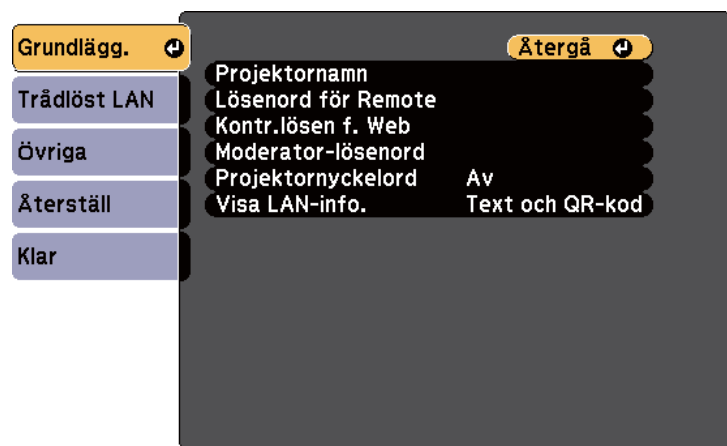 Grundlägg.
Trådlöst LAN
Övriga
Återställ
Klar
Återgå
Projektornamn
Lösenord för Remote
Kontr.lösen f. Web
Moderator-lösenord
Projektornyckelord Av
Visa LAN-info. Text och QR-kod